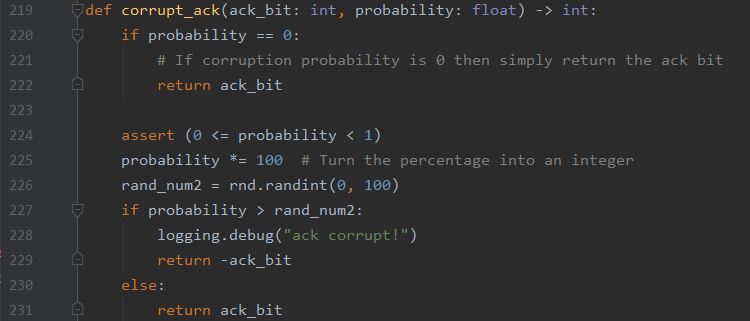 219 def corrupt_ack(ack_bit: int, probability: float) -> int:
220     if probability == 0:
221         # If corruption probability is 0 then simply return the ack bit
222         return ack_bit
223
224     assert (0 <= probability < 1)
225     probability *= 100  # Turn the percentage into an integer
226     rand_num2 = rnd.randint(0, 100)
227     if probability > rand_num2:
228         logging.debug("ack corrupt!")
229         return -ack_bit
230     else:
231         return ack_bit